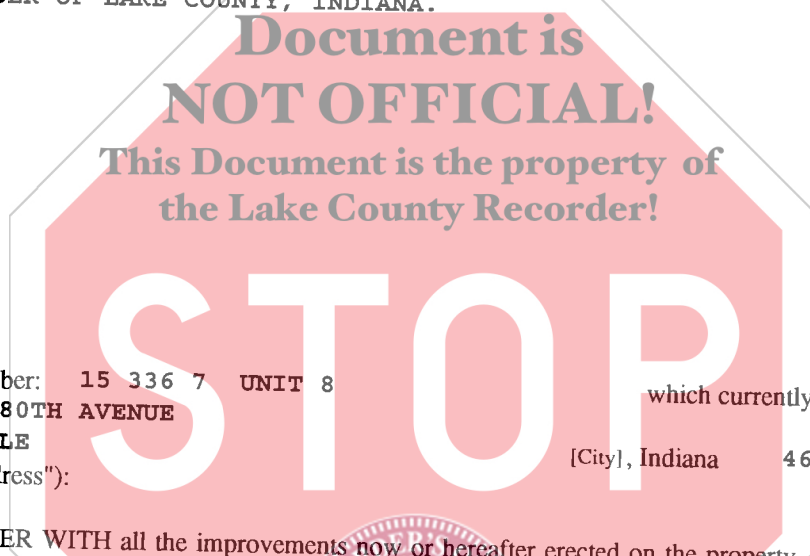 OF LAKE COUNTY, INDIANA.
Document is
NOT OFFICIAL!
This Document is the property of
the Lake County Recorder!
STOP
ber: 15 336 7 UNIT 8 which currently
80TH AVENUE
LE [City], Indiana 46
ress"):
ER WITH all the improvements now or hereafter erected on the property